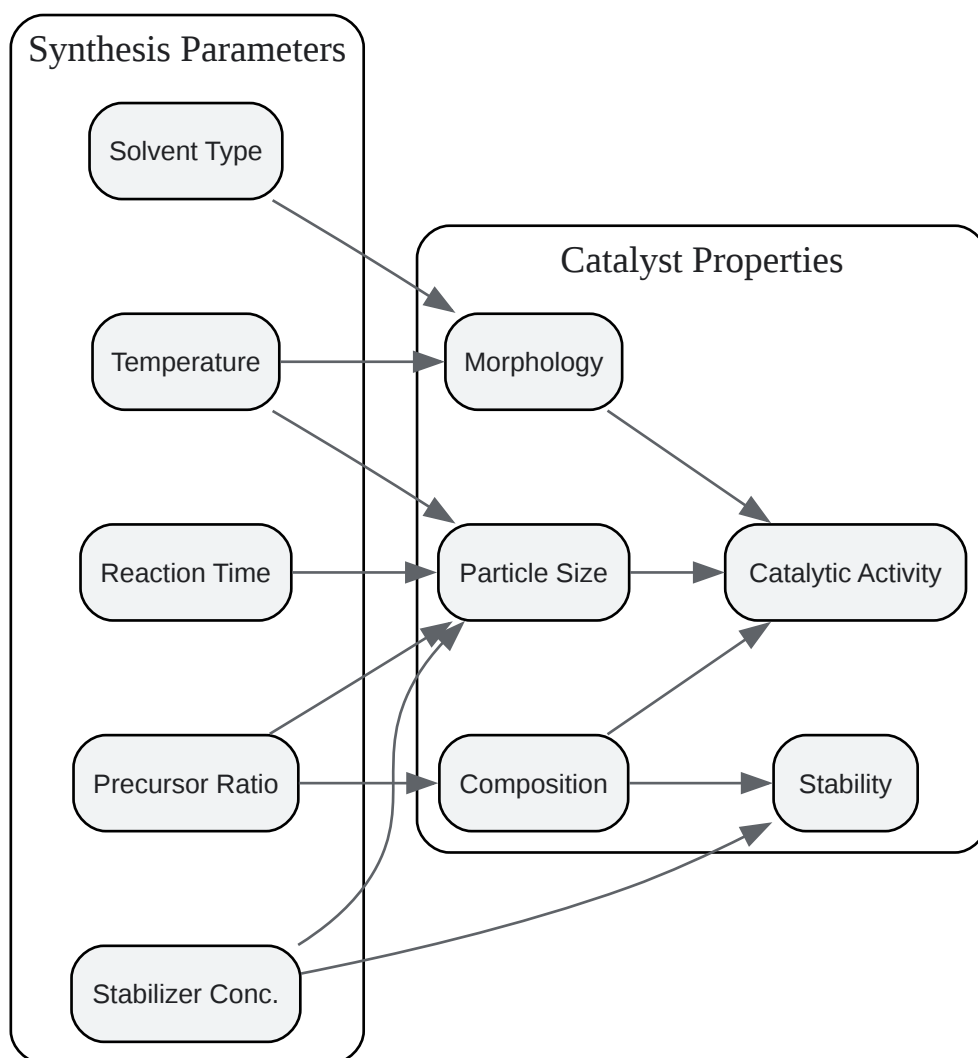 Synthesis Parameters
Solvent Type
Temperature
Reaction Time
Precursor Ratio
Stabilizer Conc.
Catalyst Properties
Morphology
Particle Size
Catalytic Activity
Composition
Stability